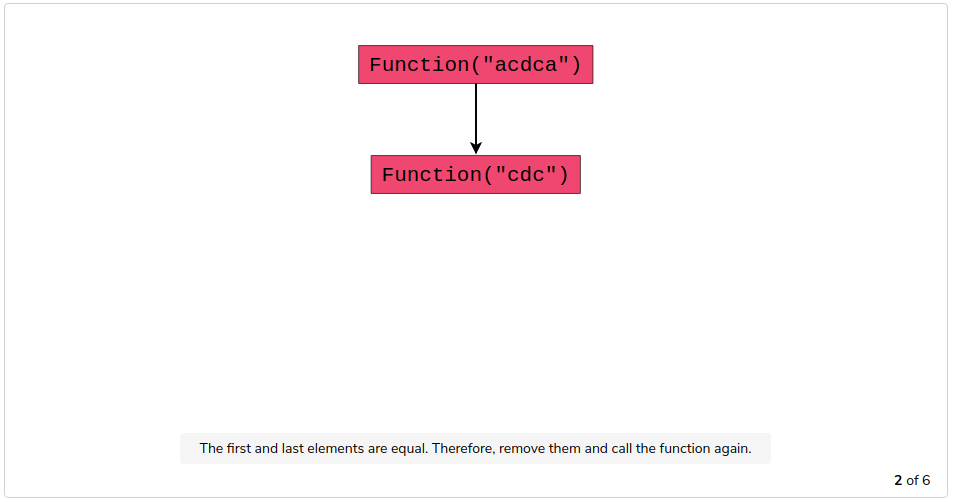 Function("acdca")
Function("cdc")
The first and last elements are equal. Therefore, remove them and call the function again.
2 of 6